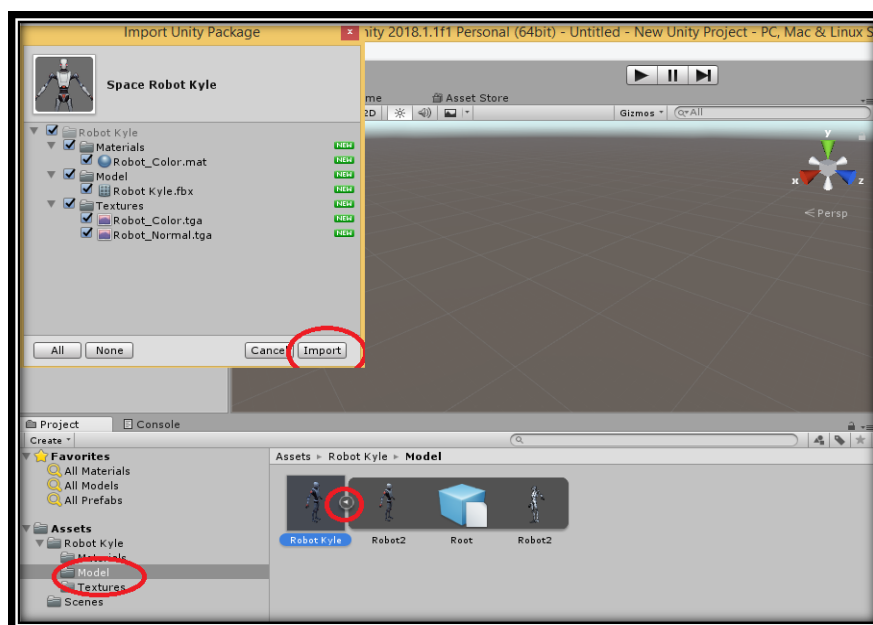 Import Unity Package
x
nity 2018.1.1f1 Personal (64bit) - Untitled - New Unity Project - PC, Mac & Linux S
Space Robot Kyle
me
Asset Store
2D
Gizmos
All
Robot Kyle
Materials NEW
Robot_Color.mat NEW
Model NEW
Robot Kyle.fbx NEW
Textures NEW
Robot_Color.tga NEW
Robot_Normal.tga NEW
y
x
z
Persp
All None Cancel Import
Project Console
Create
Favorites
All Materials
All Models
All Prefabs
Assets
Robot Kyle
Materials
Model
Textures
Scenes
Assets Robot Kyle Model
Robot Kyle Robot2 Root Robot2